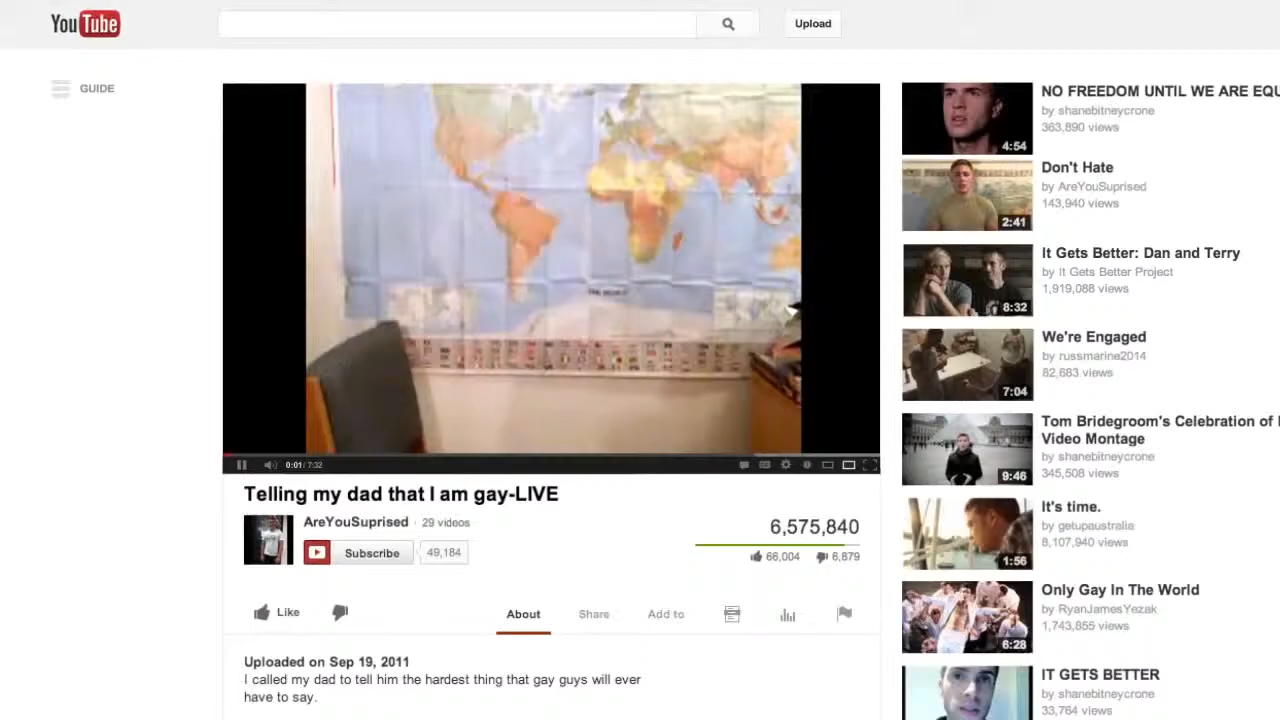 YouTube
Upload
GUIDE
THE WORLD
0:01 / 7:32
Telling my dad that I am gay-LIVE
AreYouSuprised · 29 videos
Subscribe
49,184
6,575,840
66,004
6,879
Like
About
Share
Add to
Uploaded on Sep 19, 2011
I called my dad to tell him the hardest thing that gay guys will ever
have to say.
4:54
NO FREEDOM UNTIL WE ARE EQU
by shanebitneycrone
363,890 views
2:41
Don't Hate
by AreYouSuprised
143,940 views
8:32
It Gets Better: Dan and Terry
by It Gets Better Project
1,919,088 views
7:04
We're Engaged
by russmarine2014
82,683 views
9:46
Tom Bridegroom's Celebration of
Video Montage
by shanebitneycrone
345,508 views
1:56
It's time.
by getupaustralia
8,107,940 views
6:28
Only Gay In The World
by RyanJamesYezak
1,743,855 views
IT GETS BETTER
by shanebitneycrone
33,764 views